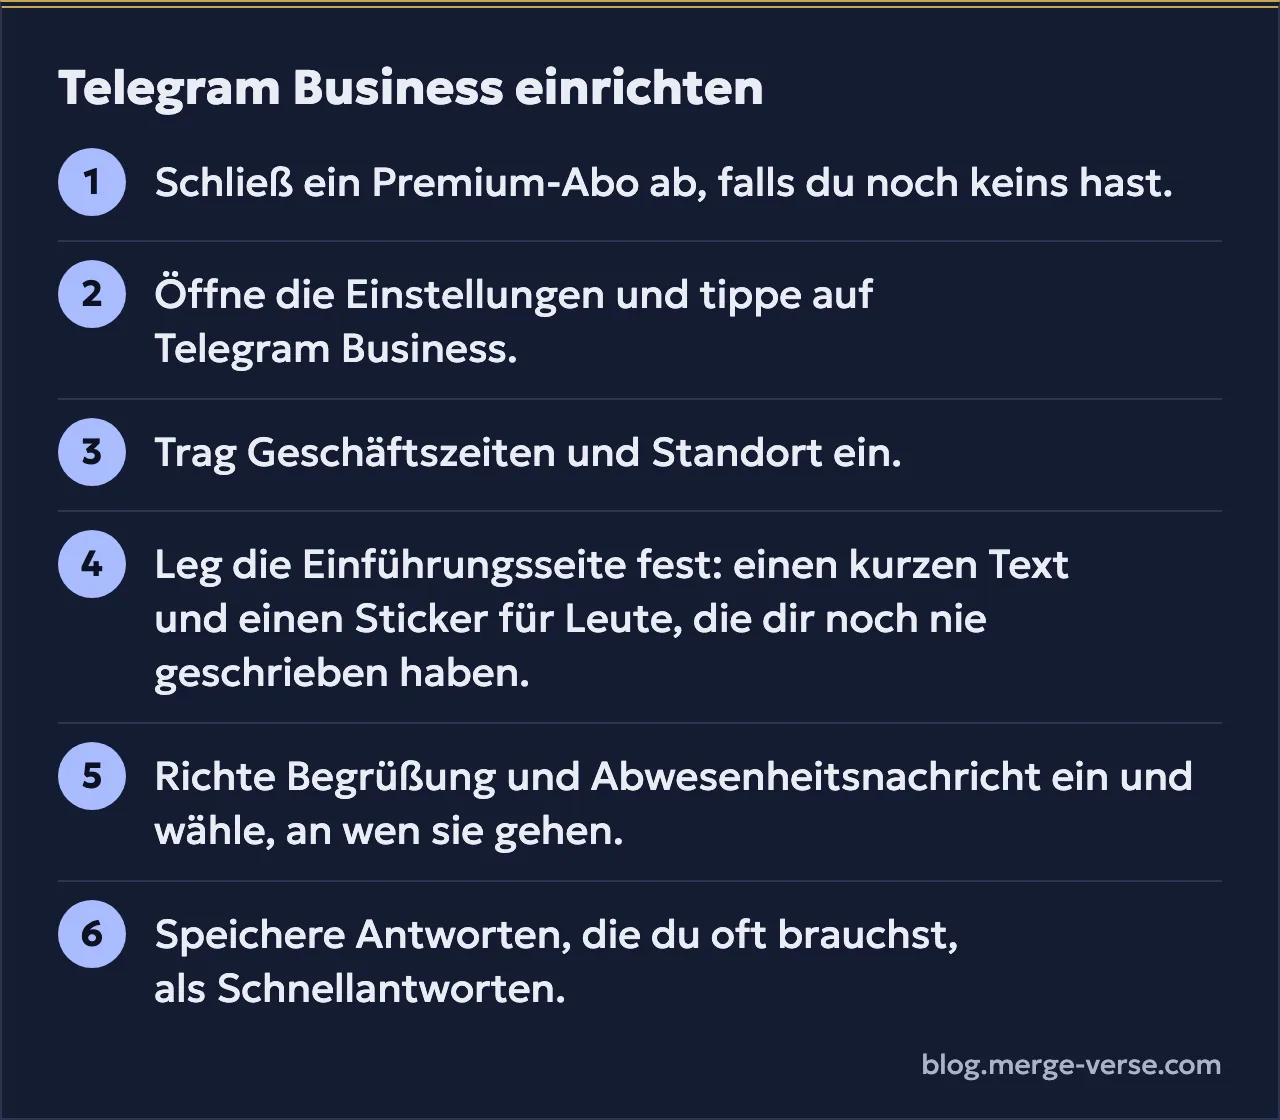 Telegram Business einrichten
1 Schließ ein Premium-Abo ab, falls du noch keins hast.
2 Öffne die Einstellungen und tippe auf
Telegram Business.
3 Trag Geschäftszeiten und Standort ein.
4 Leg die Einführungsseite fest: einen kurzen Text
und einen Sticker für Leute, die dir noch nie
geschrieben haben.
5 Richte Begrüßung und Abwesenheitsnachricht ein und
wähle, an wen sie gehen.
6 Speichere Antworten, die du oft brauchst,
als Schnellantworten.
blog.merge-verse.com